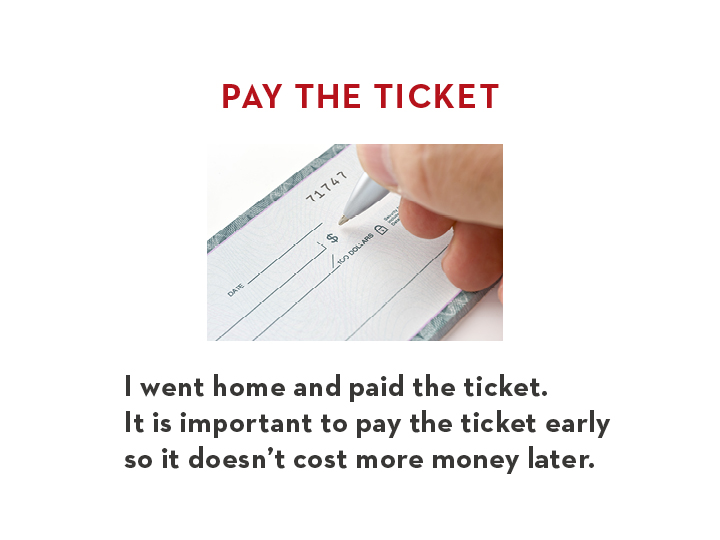 PAY THE TICKET
71747
$
DATE
/100 DOLLARS
I went home and paid the ticket.
It is important to pay the ticket early
so it doesn’t cost more money later.